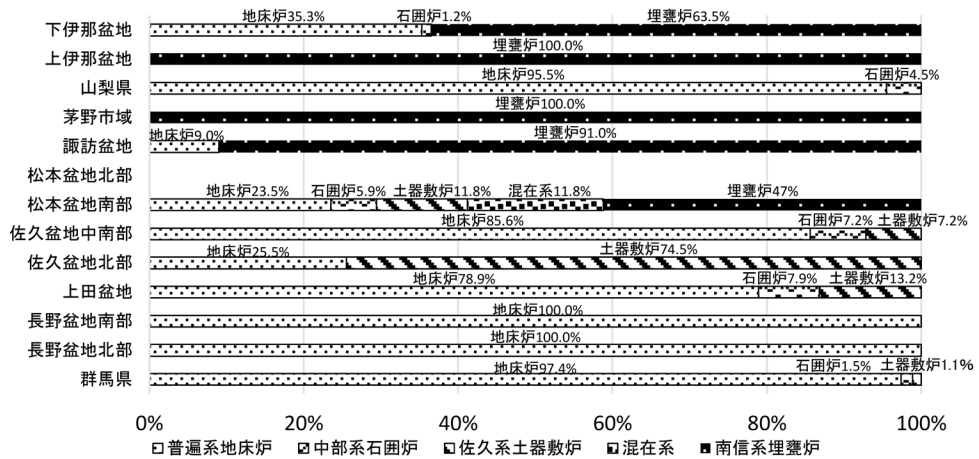 地床炉35.3% 石囲炉1.2% 埋甕炉63.5%
下伊那盆地
埋甕炉100.0%
上伊那盆地
地床炉95.5% 石囲炉4.5%
山梨県
埋甕炉100.0%
茅野市域
地床炉9.0% 埋甕炉91.0%
諏訪盆地
松本盆地北部
地床炉23.5% 石囲炉5.9% 土器敷炉11.8% 混在系11.8% 埋甕炉47%
松本盆地南部
地床炉85.6% 石囲炉7.2% 土器敷炉7.2%
佐久盆地中南部
地床炉25.5% 土器敷炉74.5%
佐久盆地北部
地床炉78.9% 石囲炉7.9% 土器敷炉13.2%
上田盆地
地床炉100.0%
長野盆地南部
地床炉100.0%
長野盆地北部
地床炉97.4% 石囲炉1.5% 土器敷炉1.1%
群馬県
0% 20% 40% 60% 80% 100%
普遍系地床炉 中部系石囲炉 佐久系土器敷炉 混在系 南信系埋甕炉